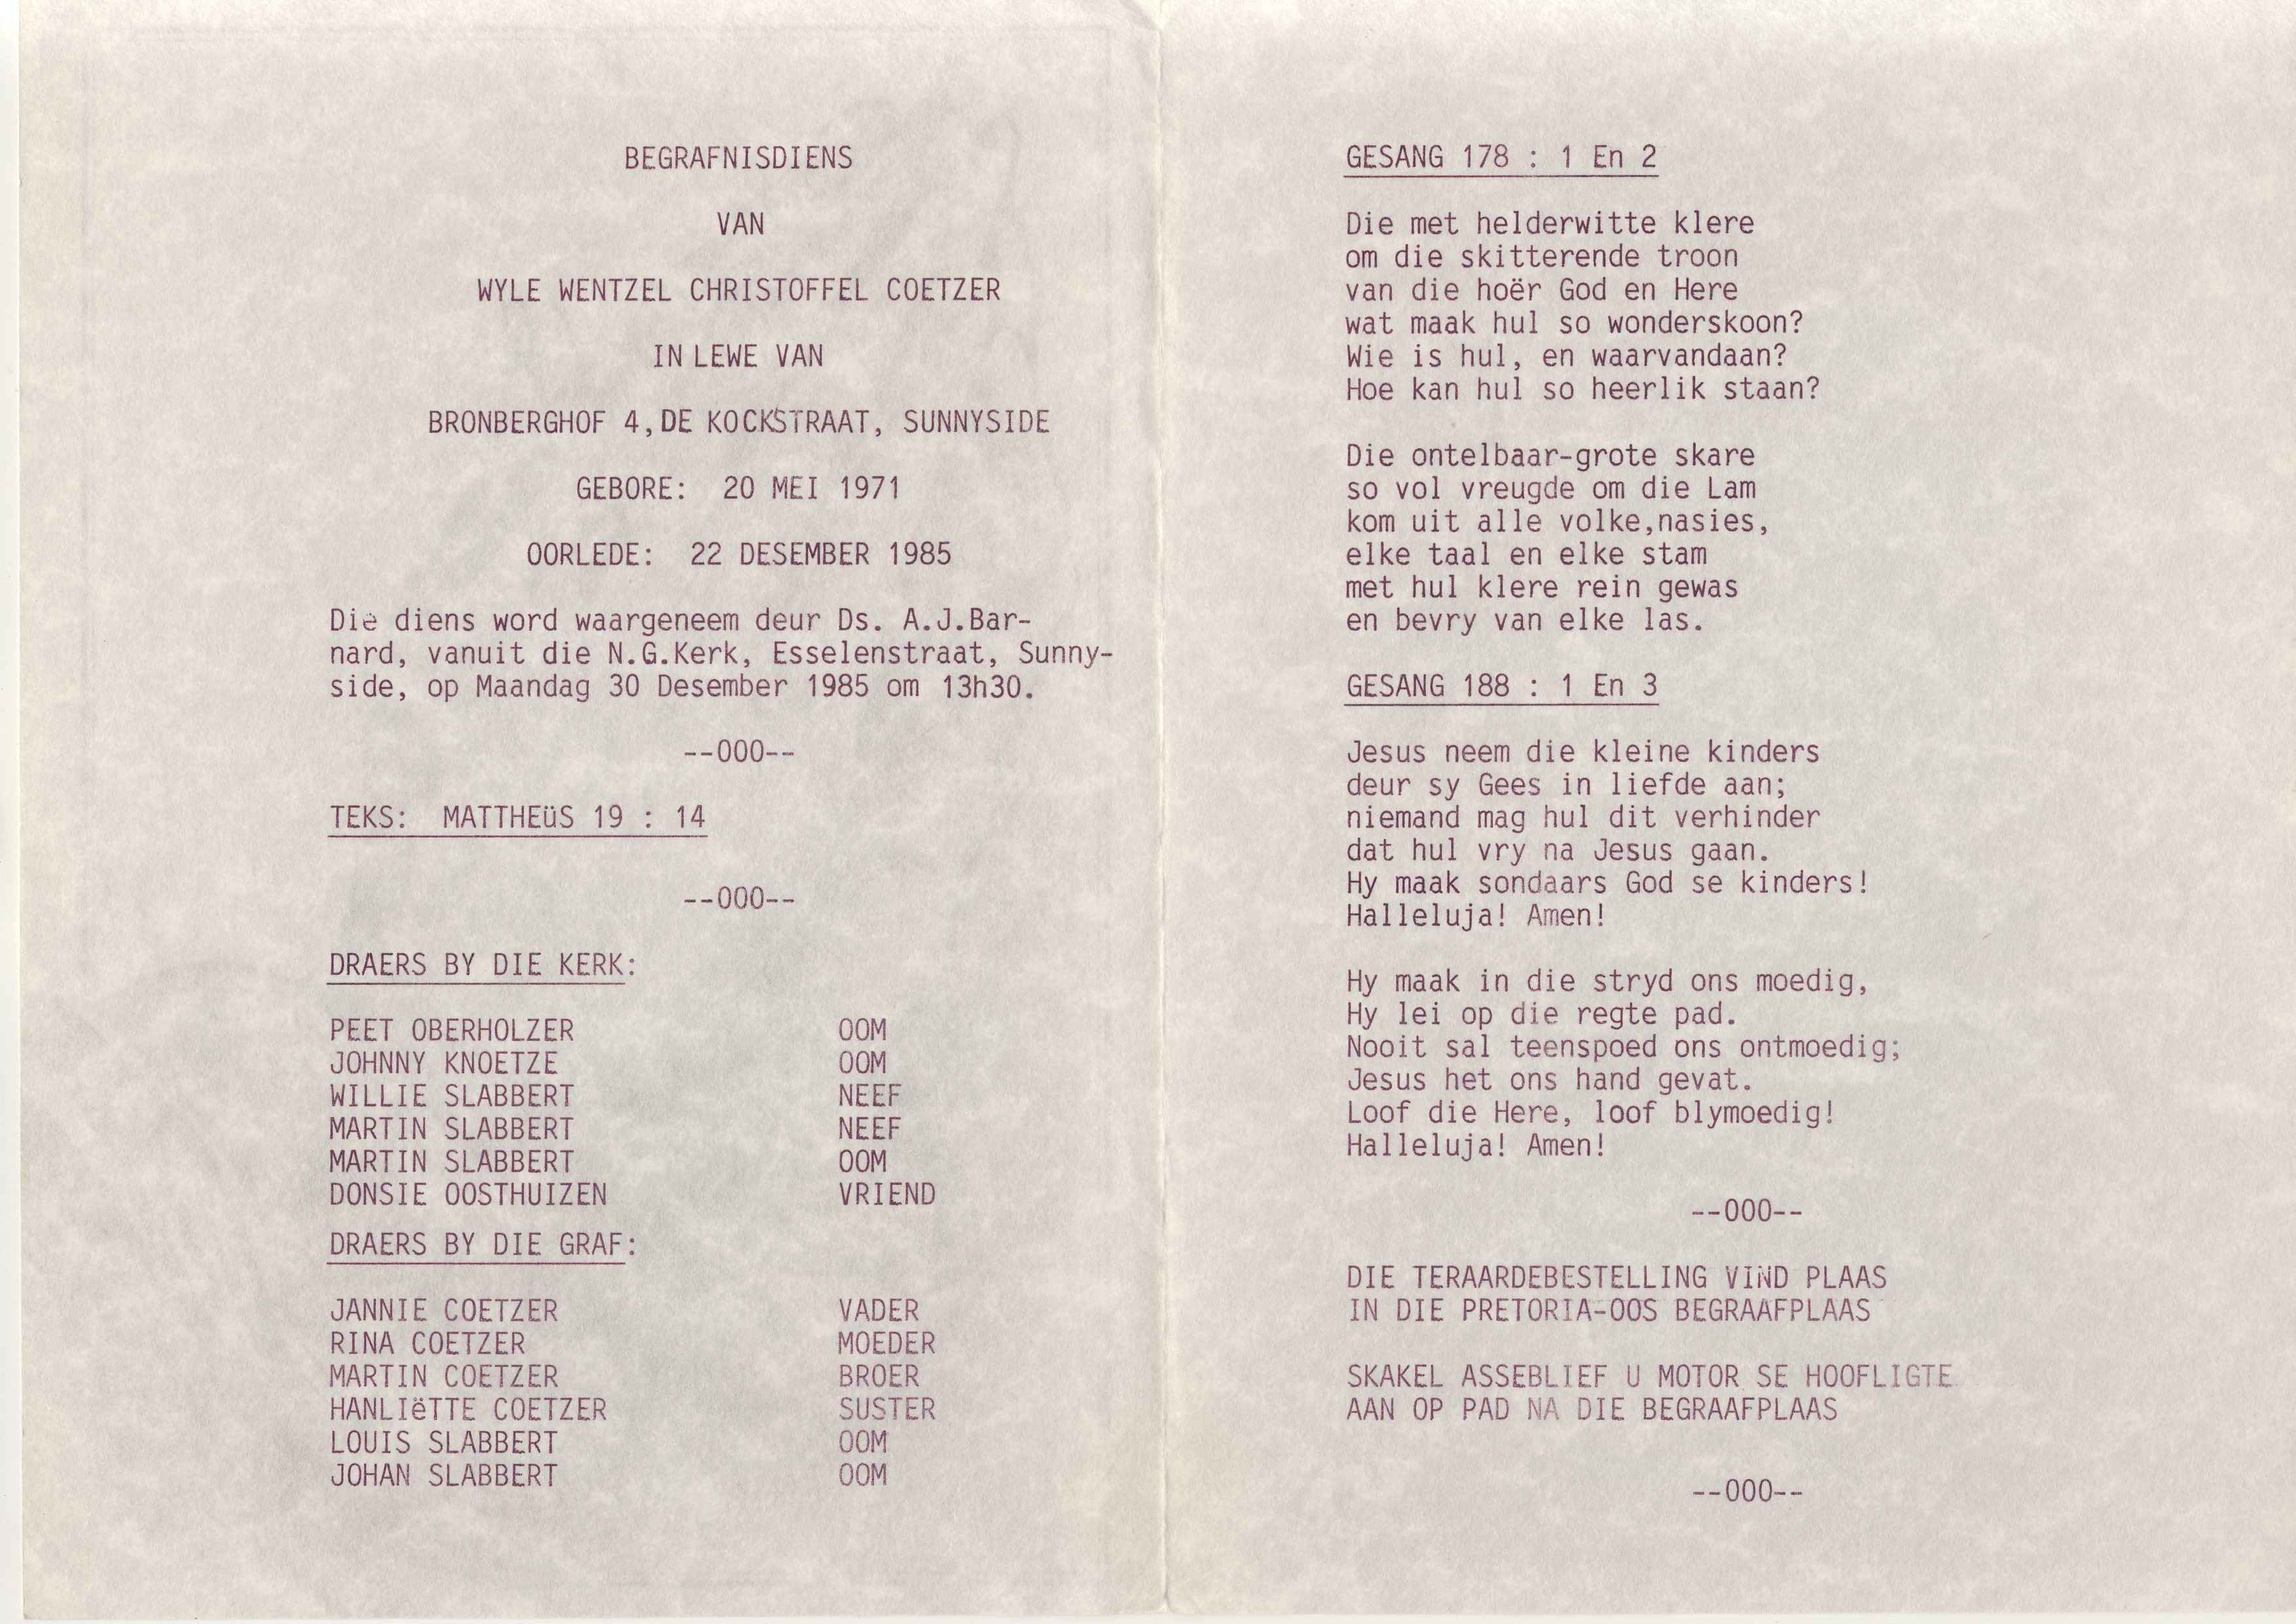 BEGRAFNISDIENS
VAN
WYLE WENTZEL CHRISTOFFEL COETZER
IN LEWE VAN
BRONBERGHOF 4, DE KOCKSTRAAT, SUNNYSIDE
GEBORE: 20 MEI 1971
OORLEDE: 22 DESEMBER 1985
Die diens word waargeneem deur Ds. A.J.Bar-
nard, vanuit die N.G.Kerk, Esselenstraat, Sunny-
side, op Maandag 30 Desember 1985 om 13h30.
--000--
TEKS: MATTHEüS 19 : 14
--000--
DRAERS BY DIE KERK:
PEET OBERHOLZER OOM
JOHNNY KNOETZE OOM
WILLIE SLABBERT NEEF
MARTIN SLABBERT NEEF
MARTIN SLABBERT OOM
DONSIE OOSTHUIZEN VRIEND
DRAERS BY DIE GRAF:
JANNIE COETZER VADER
RINA COETZER MOEDER
MARTIN COETZER BROER
HANLIëTTE COETZER SUSTER
LOUIS SLABBERT OOM
JOHAN SLABBERT OOM
GESANG 178 : 1 En 2
Die met helderwitte klere
om die skitterende troon
van die hoër God en Here
wat maak hul so wonderskoon?
Wie is hul, en waarvandaan?
Hoe kan hul so heerlik staan?
Die ontelbaar-grote skare
so vol vreugde om die Lam
kom uit alle volke,nasies,
elke taal en elke stam
met hul klere rein gewas
en bevry van elke las.
GESANG 188 : 1 En 3
Jesus neem die kleine kinders
deur sy Gees in liefde aan;
niemand mag hul dit verhinder
dat hul vry na Jesus gaan.
Hy maak sondaars God se kinders!
Halleluja! Amen!
Hy maak in die stryd ons moedig,
Hy lei op die regte pad.
Nooit sal teenspoed ons ontmoedig;
Jesus het ons hand gevat.
Loof die Here, loof blymoedig!
Halleluja! Amen!
--000--
DIE TERAARDEBESTELLING VIND PLAAS
IN DIE PRETORIA-OOS BEGRAAFPLAAS
SKAKEL ASSEBLIEF U MOTOR SE HOOFLIGTE
AAN OP PAD NA DIE BEGRAAFPLAAS
--000--